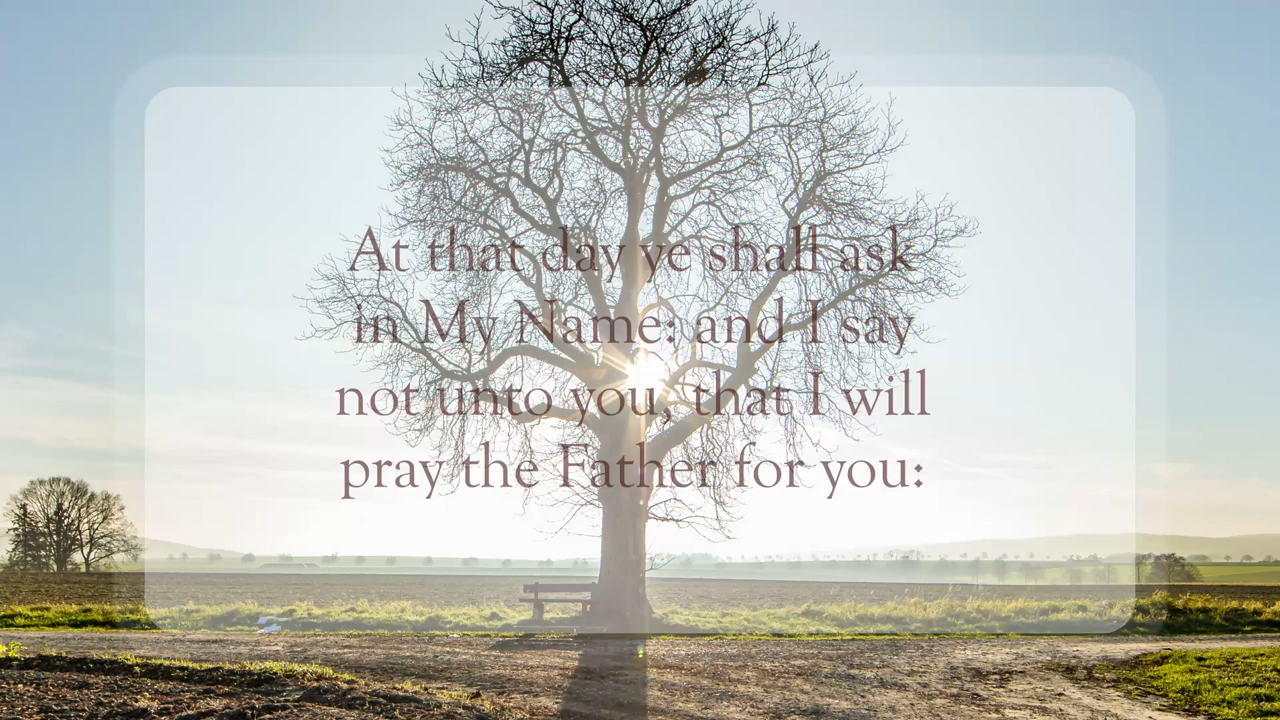 At that day ye shall ask
in My Name: and I say
not unto you, that I will
pray the Father for you: